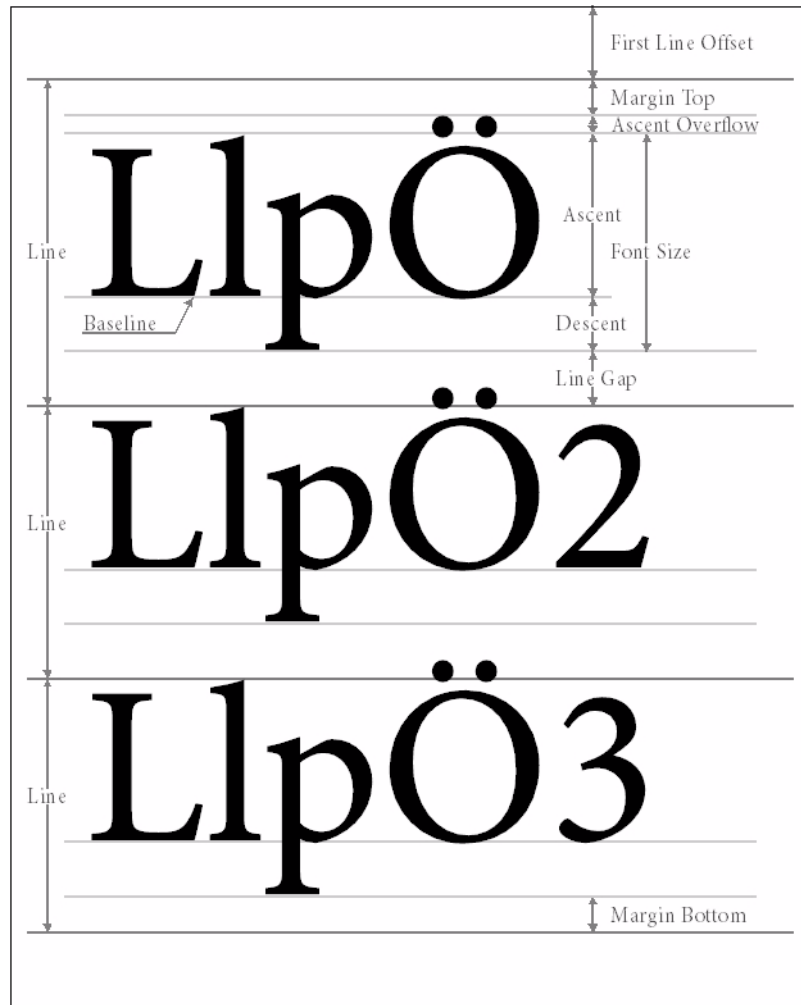 First Line Offset
Margin Top
Ascent Overflow
LlpÖ
Ascent
Line
Font Size
Baseline
Descent
Line Gap
LlpÖ2
Line
LlpÖ3
Line
Margin Bottom